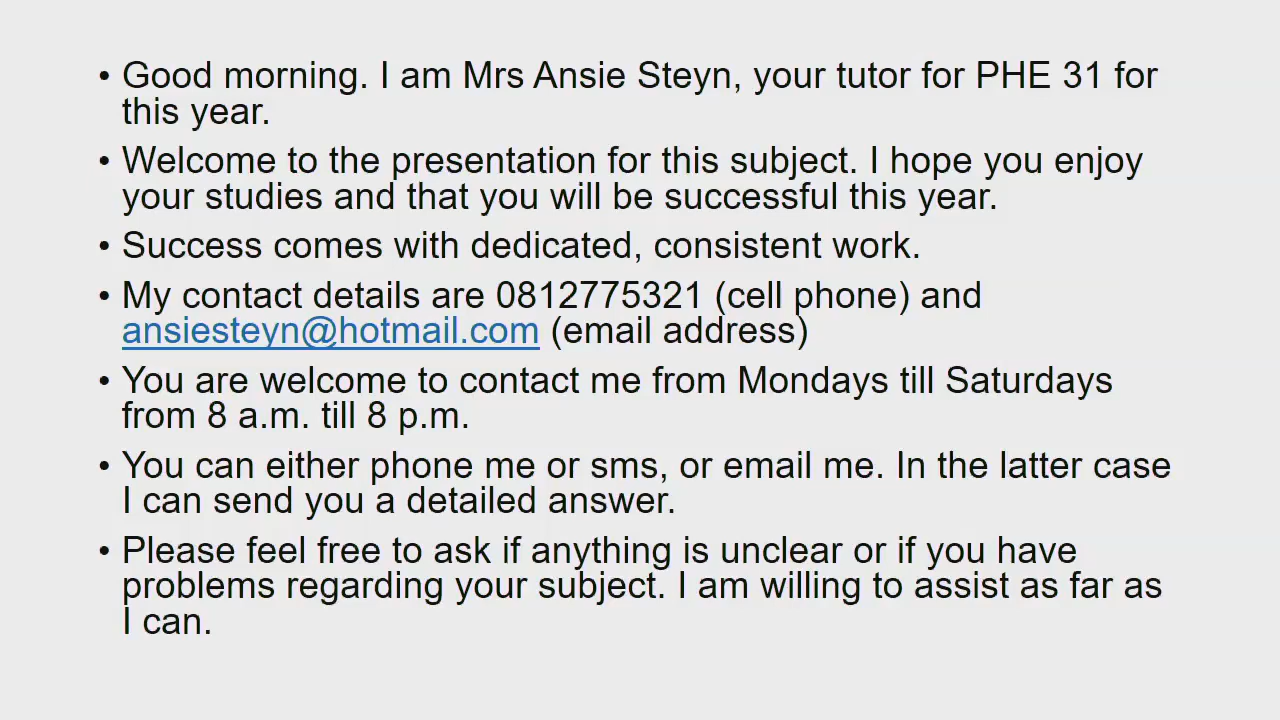 • Good morning. I am Mrs Ansie Steyn, your tutor for PHE 31 for
this year.
• Welcome to the presentation for this subject. I hope you enjoy
your studies and that you will be successful this year.
• Success comes with dedicated, consistent work.
• My contact details are 0812775321 (cell phone) and
ansiesteyn@hotmail.com (email address)
• You are welcome to contact me from Mondays till Saturdays
from 8 a.m. till 8 p.m.
• You can either phone me or sms, or email me. In the latter case
I can send you a detailed answer.
• Please feel free to ask if anything is unclear or if you have
problems regarding your subject. I am willing to assist as far as
I can.